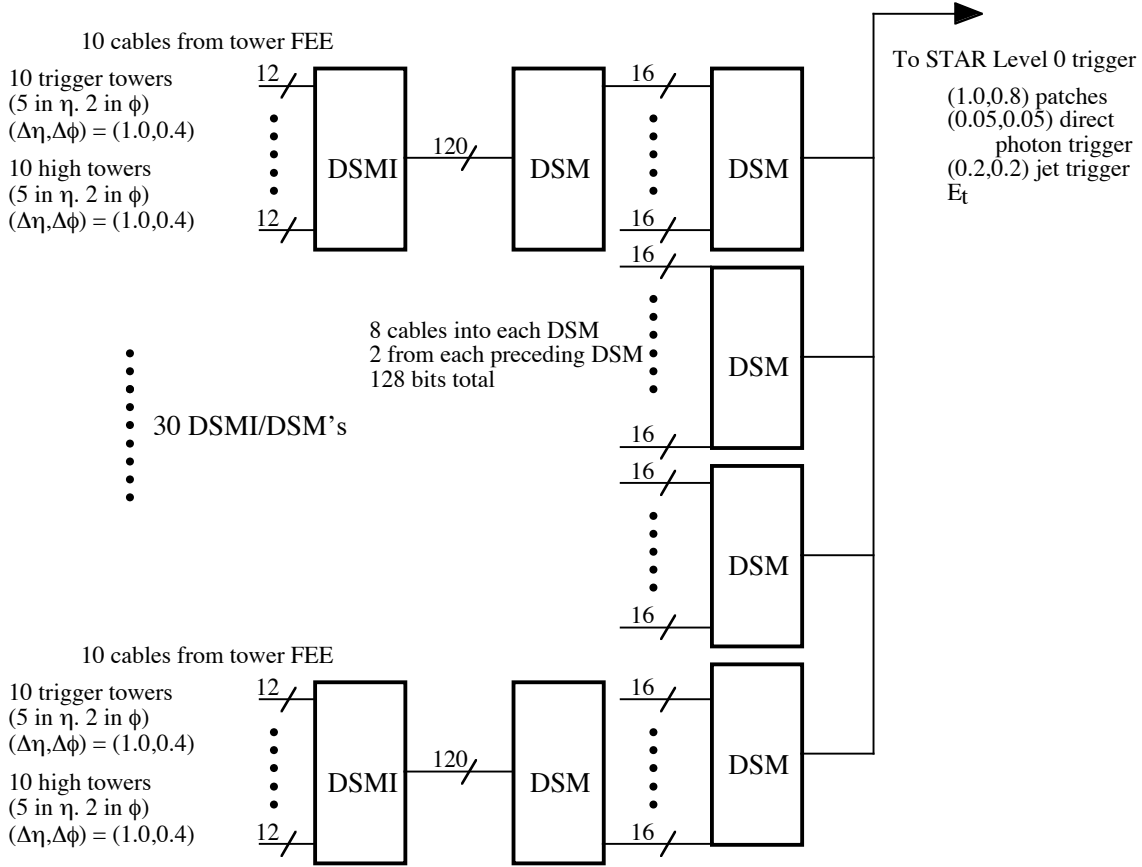 10 cables from tower FEE
10 trigger towers
(5 in η. 2 in ϕ)
(Δη,Δϕ) = (1.0,0.4)
10 high towers
(5 in η. 2 in ϕ)
(Δη,Δϕ) = (1.0,0.4)
12
12
DSMI
120
DSM
16
16
DSM
To STAR Level 0 trigger
(1.0,0.8) patches
(0.05,0.05) direct
photon trigger
(0.2,0.2) jet trigger
Et
16
8 cables into each DSM
2 from each preceding DSM
128 bits total
DSM
16
30 DSMI/DSM's
16
DSM
16
10 cables from tower FEE
10 trigger towers
(5 in η. 2 in ϕ)
(Δη,Δϕ) = (1.0,0.4)
10 high towers
(5 in η. 2 in ϕ)
(Δη,Δϕ) = (1.0,0.4)
12
12
DSMI
120
DSM
16
16
DSM